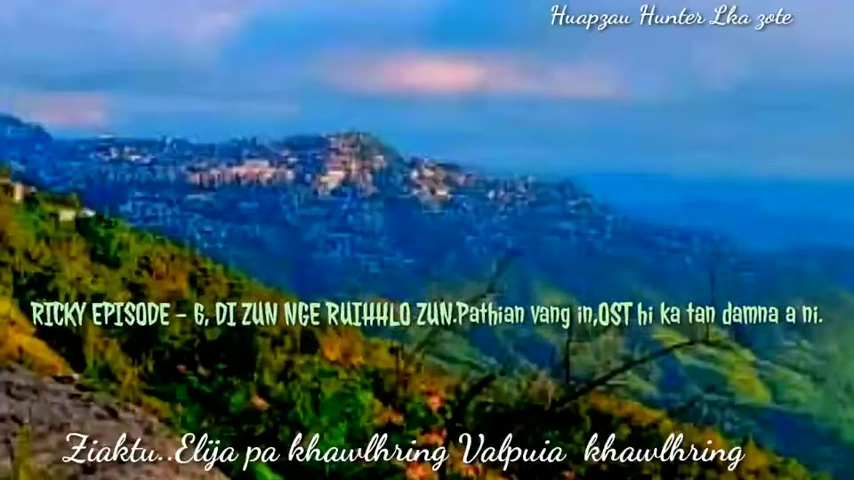 Huapzau Hunter Lka zote
RICKY EPISODE - 6, DI ZUN NGE RUIHHLO ZUN.Pathian vang in,OST hi ka tan damna a ni.
Ziaktu..Elija pa khawlhring Valpuia khawlhring